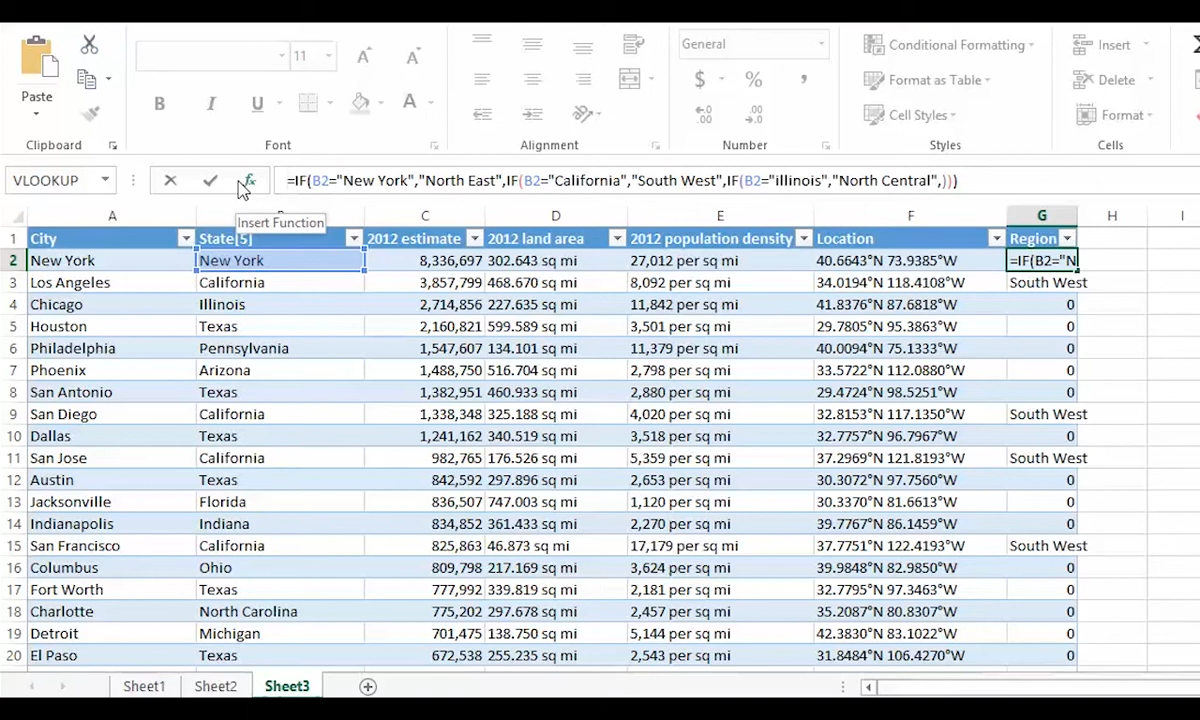 11 General Conditional Formatting Insert
Paste B I U A $ % , Format as Table Delete
Cell Styles Format
Clipboard Font Alignment Number Styles Cells
VLOOKUP fx =IF(B2="New York","North East",IF(B2="California","South West",IF(B2="illinois","North Central",)))
Insert Function
A B C D E F G H I
1 City State[5] 2012 estimate 2012 land area 2012 population density Location Region
2 New York New York 8,336,697 302.643 sq mi 27,012 per sq mi 40.6643°N 73.9385°W =IF(B2="N
3 Los Angeles California 3,857,799 468.670 sq mi 8,092 per sq mi 34.0194°N 118.4108°W South West
4 Chicago Illinois 2,714,856 227.635 sq mi 11,842 per sq mi 41.8376°N 87.6818°W 0
5 Houston Texas 2,160,821 599.589 sq mi 3,501 per sq mi 29.7805°N 95.3863°W 0
6 Philadelphia Pennsylvania 1,547,607 134.101 sq mi 11,379 per sq mi 40.0094°N 75.1333°W 0
7 Phoenix Arizona 1,488,750 516.704 sq mi 2,798 per sq mi 33.5722°N 112.0880°W 0
8 San Antonio Texas 1,382,951 460.933 sq mi 2,880 per sq mi 29.4724°N 98.5251°W 0
9 San Diego California 1,338,348 325.188 sq mi 4,020 per sq mi 32.8153°N 117.1350°W South West
10 Dallas Texas 1,241,162 340.519 sq mi 3,518 per sq mi 32.7757°N 96.7967°W 0
11 San Jose California 982,765 176.526 sq mi 5,359 per sq mi 37.2969°N 121.8193°W South West
12 Austin Texas 842,592 297.896 sq mi 2,653 per sq mi 30.3072°N 97.7560°W 0
13 Jacksonville Florida 836,507 747.003 sq mi 1,120 per sq mi 30.3370°N 81.6613°W 0
14 Indianapolis Indiana 834,852 361.433 sq mi 2,270 per sq mi 39.7767°N 86.1459°W 0
15 San Francisco California 825,863 46.873 sq mi 17,179 per sq mi 37.7751°N 122.4193°W South West
16 Columbus Ohio 809,798 217.169 sq mi 3,624 per sq mi 39.9848°N 82.9850°W 0
17 Fort Worth Texas 777,992 339.819 sq mi 2,181 per sq mi 32.7795°N 97.3463°W 0
18 Charlotte North Carolina 775,202 297.678 sq mi 2,457 per sq mi 35.2087°N 80.8307°W 0
19 Detroit Michigan 701,475 138.750 sq mi 5,144 per sq mi 42.3830°N 83.1022°W 0
20 El Paso Texas 672,538 255.235 sq mi 2,543 per sq mi 31.8484°N 106.4270°W 0
Sheet1 Sheet2 Sheet3